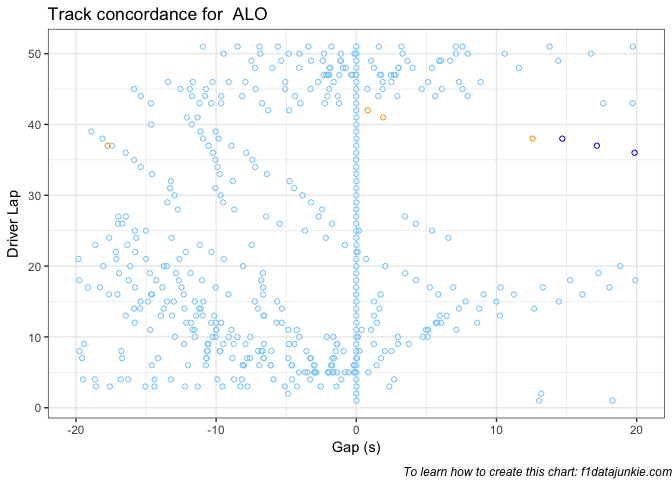 Track concordance for  ALO
Driver Lap
50
40
30
20
10
0
-20
-10
0
10
20
Gap (s)
To learn how to create this chart: f1datajunkie.com